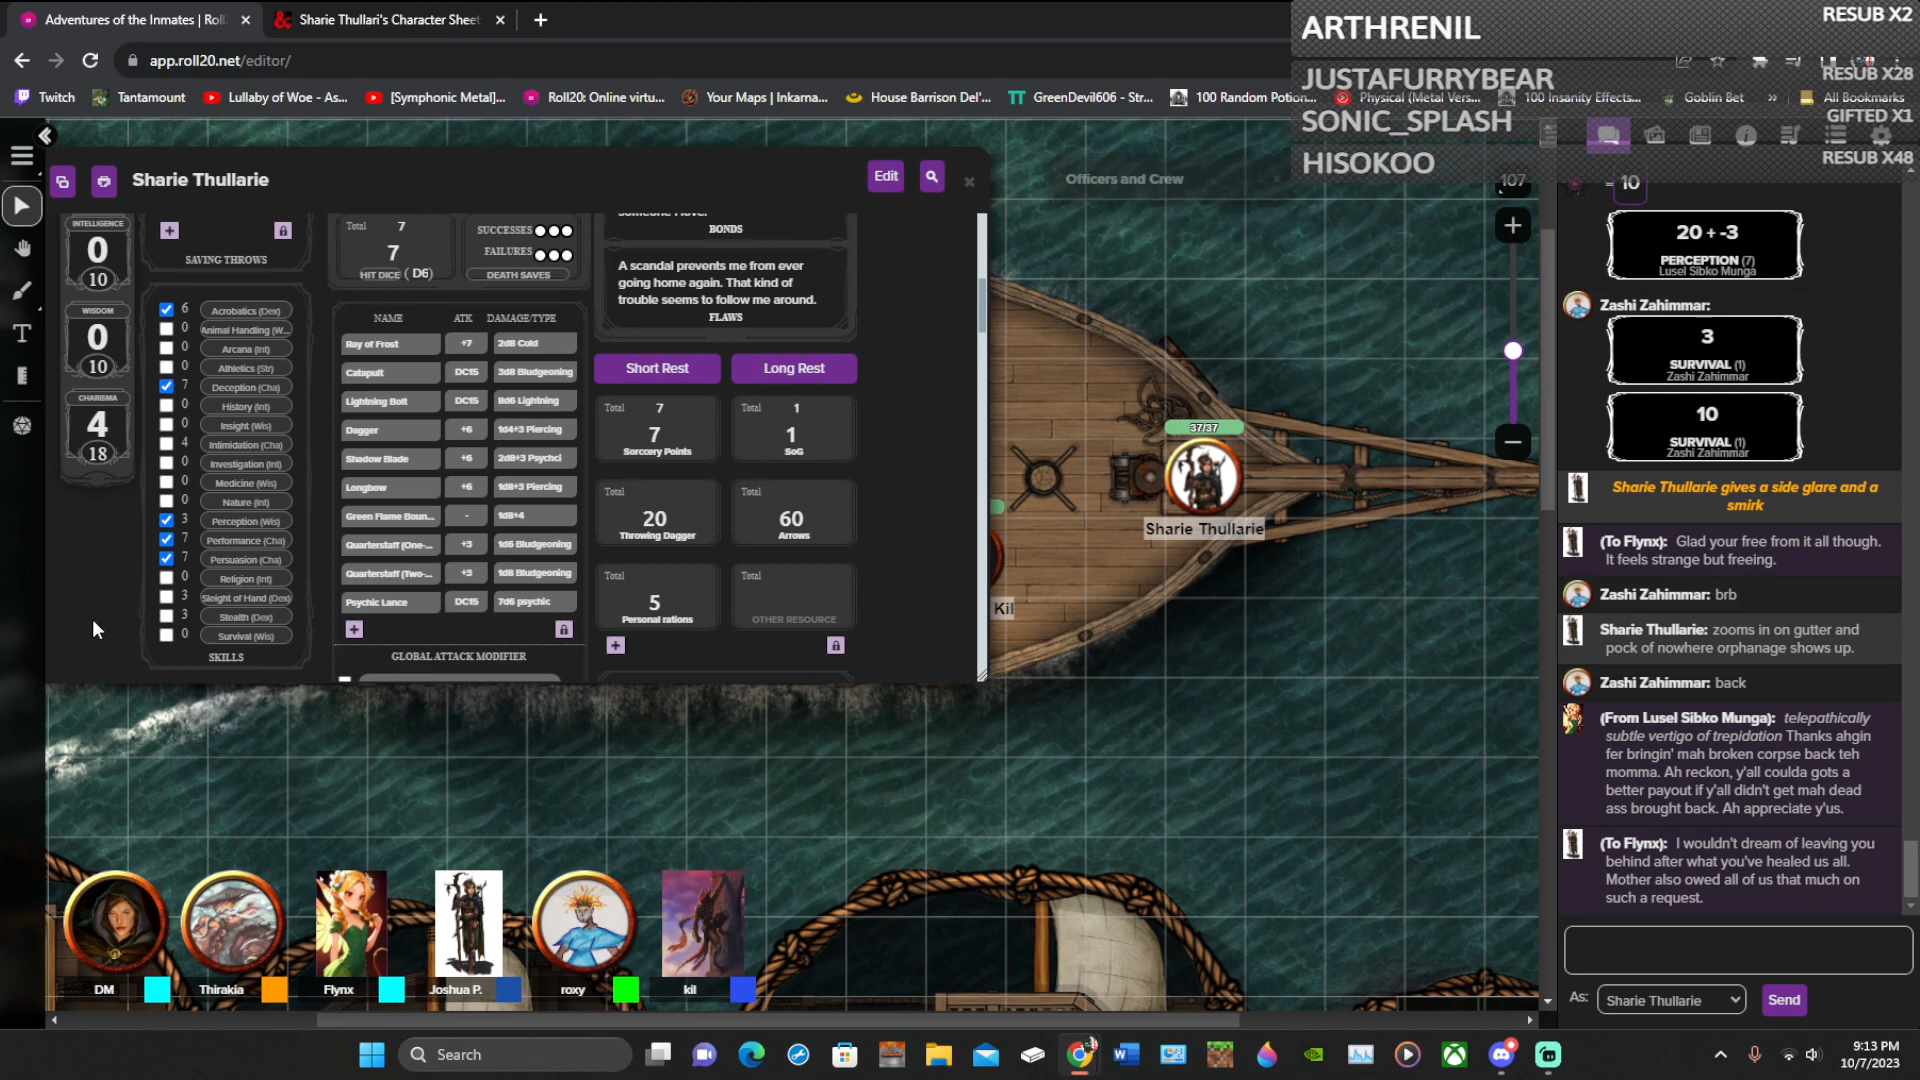 Adventures of the Inmates | Roll
Sharie Thullari's Character Sheet
ARTHRENIL
RESUB X2
JUSTAFURRYBEAR
RESUB X28
SONIC_SPLASH
GIFTED X1
HISOKOO
RESUB X48
app.roll20.net/editor/
Twitch
Tantamount
Lullaby of Woe - As...
[Symphonic Metal]...
Roll20: Online virtu...
Your Maps | Inkarna...
House Barrison Del'...
GreenDevil606 - Str...
100 Random Potion...
Physical (Metal Vers...
100 Insanity Effects...
Goblin Bet
»
All Bookmarks
Sharie Thullarie
Edit
Officers and Crew
107
INTELLIGENCE
0
10
WISDOM
0
10
CHARISMA
4
18
SAVING THROWS
6 Acrobatics (Dex)
0 Animal Handling (W...
0 Arcana (Int)
0 Athletics (Str)
7 Deception (Cha)
0 History (Int)
0 Insight (Wis)
4 Intimidation (Cha)
0 Investigation (Int)
0 Medicine (Wis)
0 Nature (Int)
3 Perception (Wis)
7 Performance (Cha)
7 Persuasion (Cha)
0 Religion (Int)
3 Sleight of Hand (Dex)
3 Stealth (Dex)
0 Survival (Wis)
SKILLS
Total 7
7
HIT DICE ( D6)
SUCCESSES
FAILURES
DEATH SAVES
NAME ATK DAMAGE/TYPE
Ray of Frost +7 2d8 Cold
Catapult DC15 3d8 Bludgeoning
Lightning Bolt DC15 8d6 Lightning
Dagger +6 1d4+3 Piercing
Shadow Blade +6 2d8+3 Psychci
Longbow +6 1d8+3 Piercing
Green Flame Boun... - 1d8+4
Quarterstaff (One-... +3 1d6 Bludgeoning
Quarterstaff (Two-... +3 1d8 Bludgeoning
Psychic Lance DC15 7d6 psychic
GLOBAL ATTACK MODIFIER
someone I love.
BONDS
A scandal prevents me from ever
going home again. That kind of
trouble seems to follow me around.
FLAWS
Short Rest
Long Rest
Total 7
7
Sorccery Points
Total 1
1
SoG
Total
20
Throwing Dagger
Total
60
Arrows
Total
5
Personal rations
Total
OTHER RESOURCE
37/37
Sharie Thullarie
Kil
DM
Thirakia
Flynx
Joshua P.
roxy
kil
= 10
20 + -3
PERCEPTION (7)
Lusel Sibko Munga
Zashi Zahimmar:
3
SURVIVAL (1)
Zashi Zahimmar
10
SURVIVAL (1)
Zashi Zahimmar
Sharie Thullarie gives a side glare and a
smirk
(To Flynx): Glad your free from it all though.
It feels strange but freeing.
Zashi Zahimmar: brb
Sharie Thullarie: zooms in on gutter and
pock of nowhere orphanage shows up.
Zashi Zahimmar: back
(From Lusel Sibko Munga): telepathically
subtle vertigo of trepidation Thanks ahgin
fer bringin' mah broken corpse back teh
momma. Ah reckon, y'all coulda gots a
better payout if y'all didn't get mah dead
ass brought back. Ah appreciate y'us.
(To Flynx): I wouldn't dream of leaving you
behind after what you've healed us all.
Mother also owed all of us that much on
such a request.
As:
Sharie Thullarie
Send
Search
9:13 PM
10/7/2023